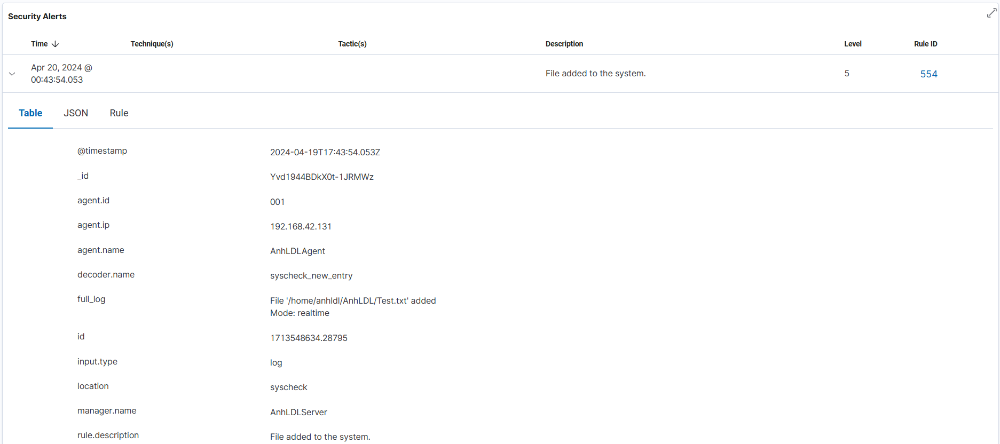 Security Alerts
Time Technique(s) Tactic(s) Description Level Rule ID
Apr 20, 2024 @
00:43:54.053
File added to the system. 5 554
Table JSON Rule
@timestamp 2024-04-19T17:43:54.053Z
_id Yvd1944BDkX0t-1JRMWz
agent.id 001
agent.ip 192.168.42.131
agent.name AnhLDLAgent
decoder.name syscheck_new_entry
full_log File '/home/anhldl/AnhLDL/Test.txt' added
Mode: realtime
id 1713548634.28795
input.type log
location syscheck
manager.name AnhLDLServer
rule.description File added to the system.